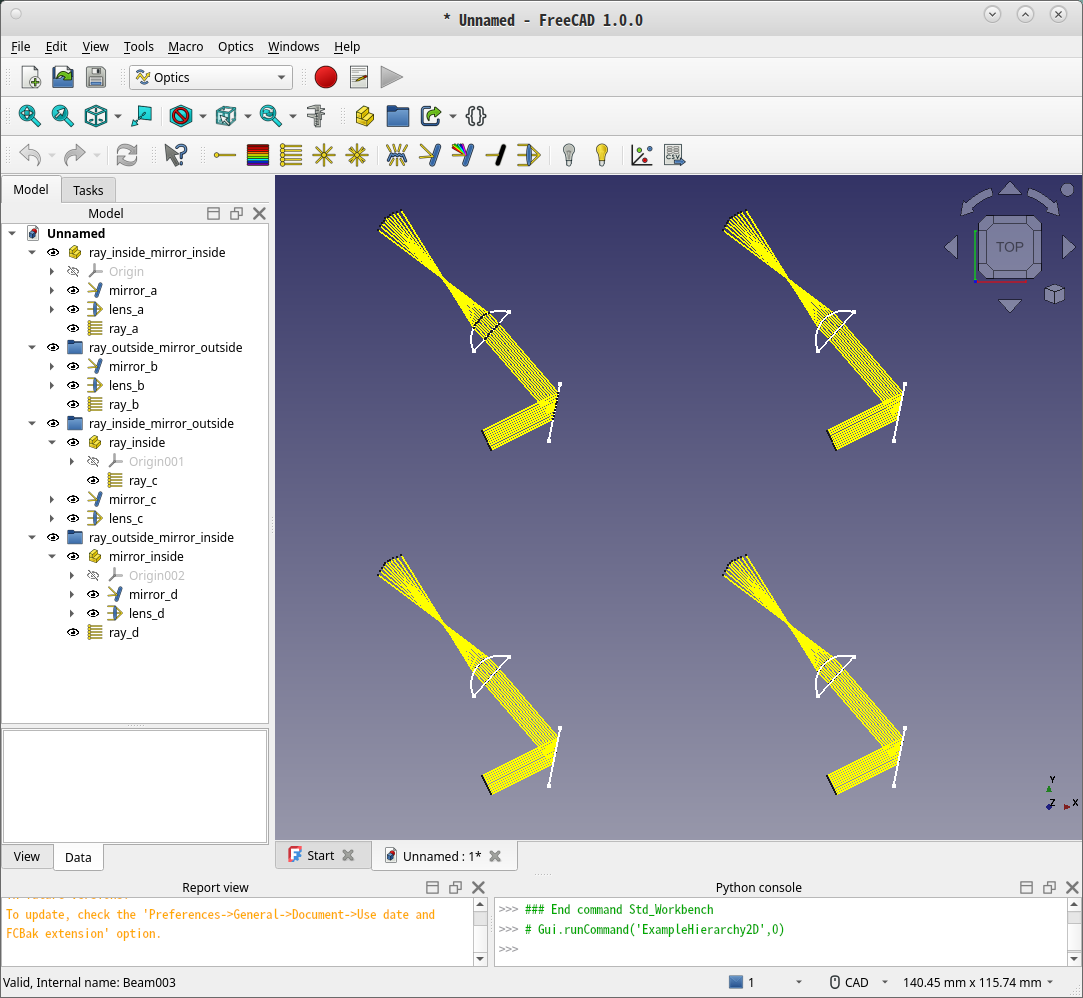 * Unnamed - FreeCAD 1.0.0
File Edit View Tools Macro Optics Windows Help
Optics
CSV
Model Tasks
Model
Unnamed
ray_inside_mirror_inside
Origin
mirror_a
lens_a
ray_a
ray_outside_mirror_outside
mirror_b
lens_b
ray_b
ray_inside_mirror_outside
ray_inside
Origin001
ray_c
mirror_c
lens_c
ray_outside_mirror_inside
mirror_inside
Origin002
mirror_d
lens_d
ray_d
TOP
Y
Z X
View Data
Start Unnamed : 1*
Report view
To update, check the 'Preferences->General->Document->Use date and
FCBak extension' option.
Python console
>>> ### End command Std_Workbench
>>> # Gui.runCommand('ExampleHierarchy2D',0)
>>>
Valid, Internal name: Beam003
1 CAD 140.45 mm x 115.74 mm